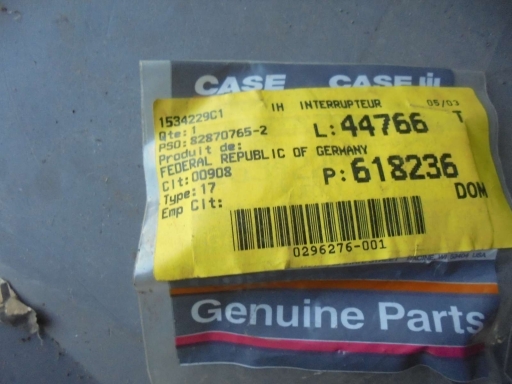 CASE CASE IH
1534229C1 IH INTERRUPTEUR 05/03
Qte: 1 L: 44766 T
PSO: 82870765-2
Produit de:
FEDERAL REPUBLIC OF GERMANY
Clt: 00908 P: 618236
Type: 17 DOM
Emp Clt:
0296276-001
Genuine Parts